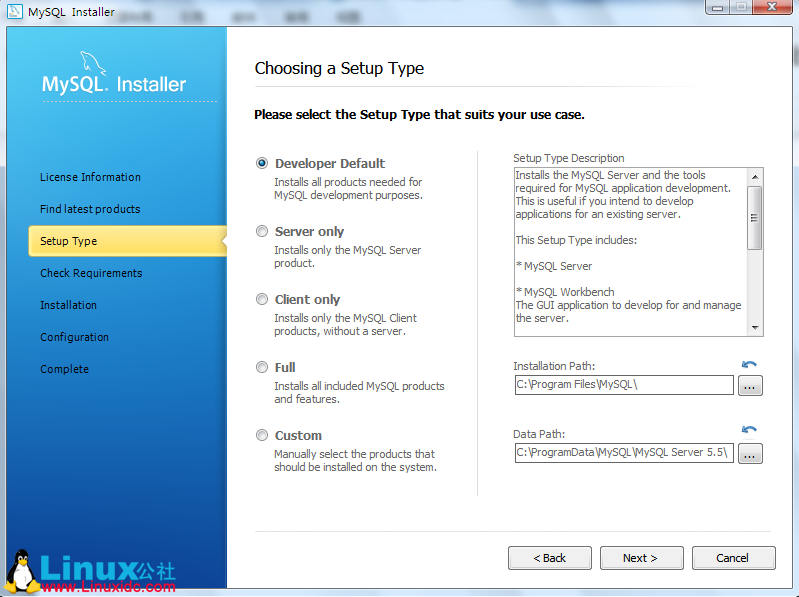 MySQL Installer
MySQL. Installer
License Information
Find latest products
Setup Type
Check Requirements
Installation
Configuration
Complete
Choosing a Setup Type
Please select the Setup Type that suits your use case.
Developer Default
Installs all products needed for
MySQL development purposes.
Server only
Installs only the MySQL Server
product.
Client only
Installs only the MySQL Client
products, without a server.
Full
Installs all included MySQL products
and features.
Custom
Manually select the products that
should be installed on the system.
Setup Type Description
Installs the MySQL Server and the tools
required for MySQL application development.
This is useful if you intend to develop
applications for an existing server.
This Setup Type includes:
* MySQL Server
* MySQL Workbench
The GUI application to develop for and manage
the server.
Installation Path:
C:\Program Files\MySQL\
...
Data Path:
C:\ProgramData\MySQL\MySQL Server 5.5\
...
< Back
Next >
Cancel
Linux公社
www.Linuxidc.com